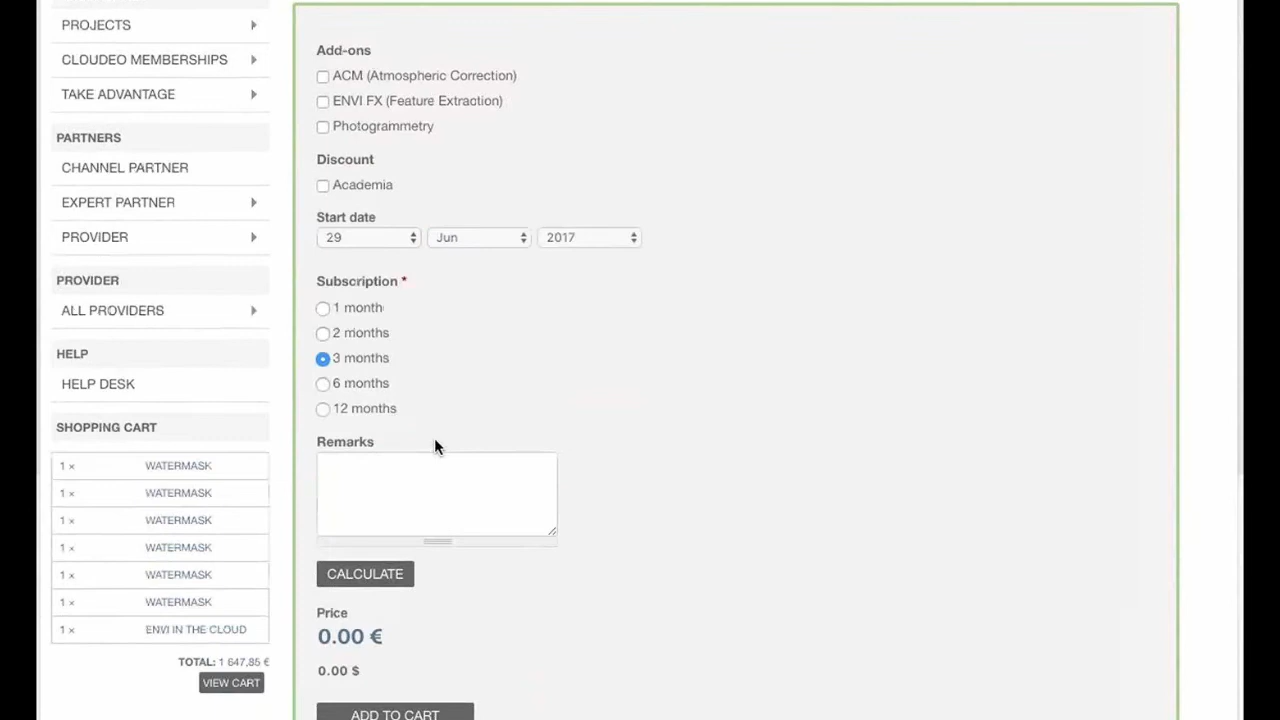 PROJECTS
CLOUDEO MEMBERSHIPS
TAKE ADVANTAGE
PARTNERS
CHANNEL PARTNER
EXPERT PARTNER
PROVIDER
PROVIDER
ALL PROVIDERS
HELP
HELP DESK
SHOPPING CART
1 × WATERMASK
1 × WATERMASK
1 × WATERMASK
1 × WATERMASK
1 × WATERMASK
1 × WATERMASK
1 × ENVI IN THE CLOUD
TOTAL: 1 647,85 €
VIEW CART
Add-ons
ACM (Atmospheric Correction)
ENVI FX (Feature Extraction)
Photogrammetry
Discount
Academia
Start date
29 Jun 2017
Subscription *
1 month
2 months
3 months
6 months
12 months
Remarks
CALCULATE
Price
0.00 €
0.00 $
ADD TO CART